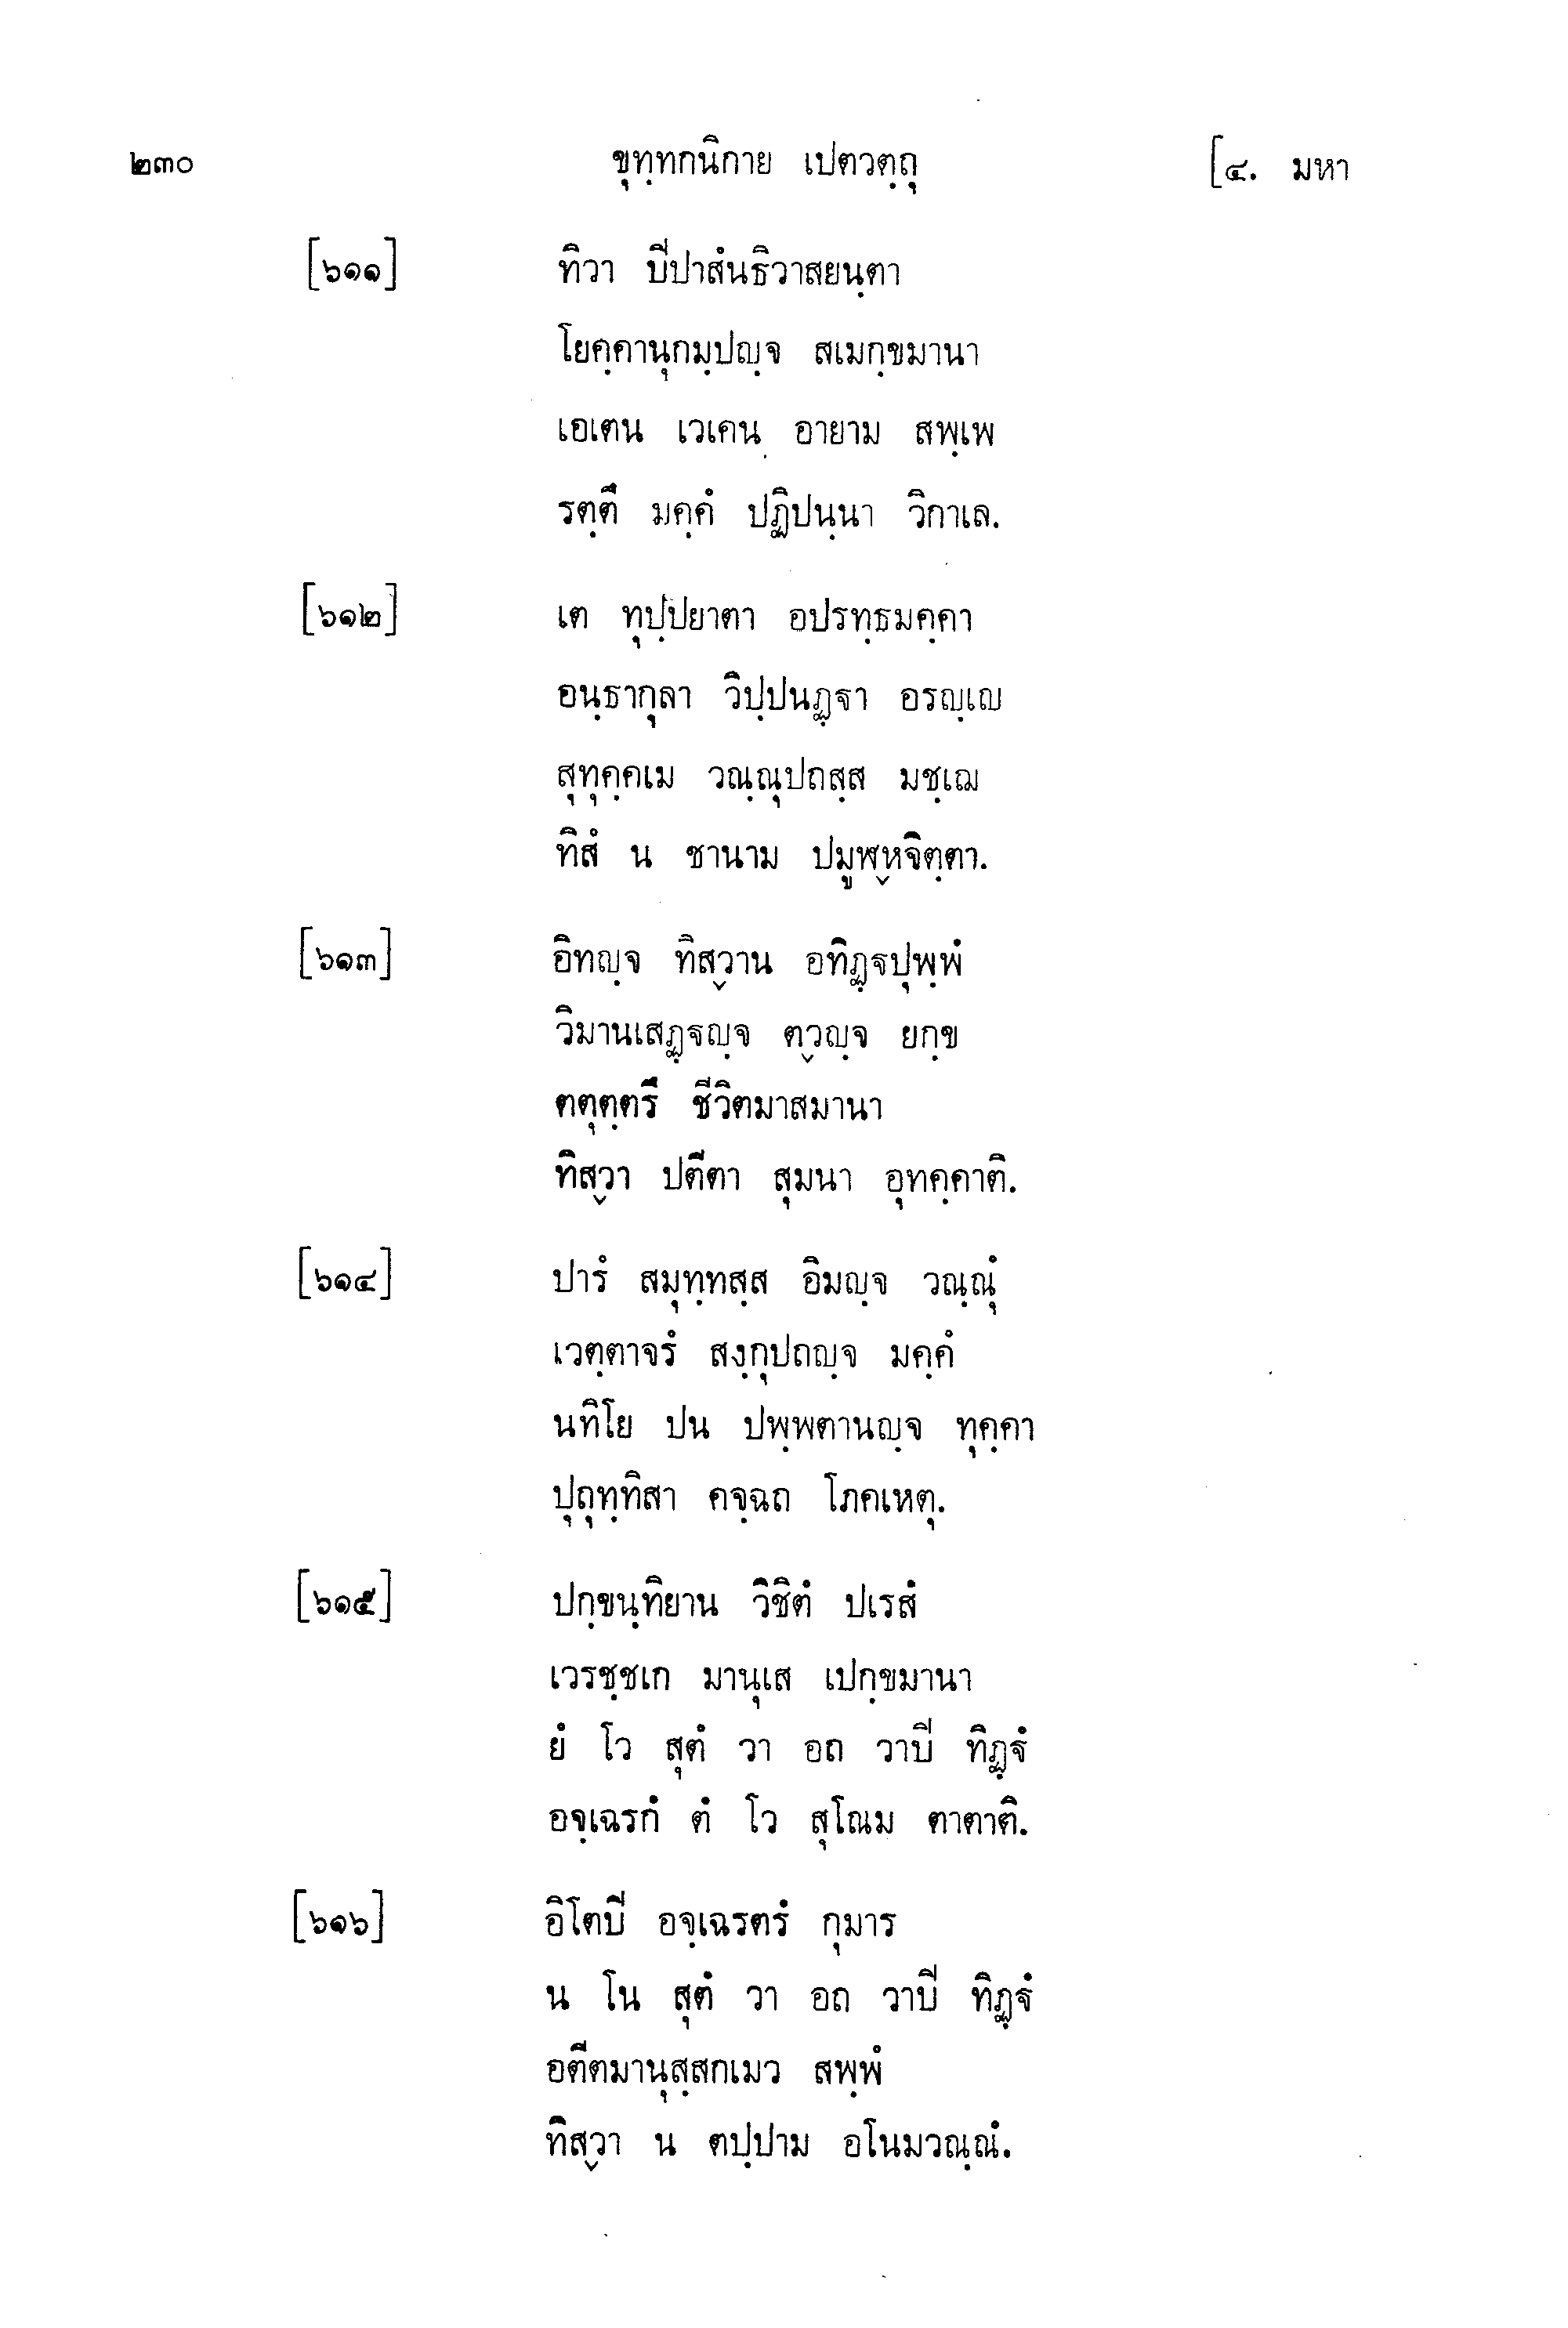 ๒๓๐ ขุทฺทกนิกาย เปตวตฺถุ [๔. มหา
[๖๑๑] ทิวา ปีปาสํนธิวาสยนฺตา
โยคฺคานุกมฺปญฺจ สเมกฺขมานา
เอเตน เวเคน อายาม สพฺเพ
รตฺตึ มคฺคํ ปฏิปนฺนา วิกาเล.
[๖๑๒] เต ทุปฺปยาตา อปรทฺธมคฺคา
อนฺธากุลา วิปฺปนฏฺฐา อรญฺเญ
สุทุคฺคเม วณฺณุปถสฺส มชฺเฌ
ทิสํ น ชานาม ปมูฬฺหจิตฺตา.
[๖๑๓] อิทญฺจ ทิสฺวาน อทิฏฺฐปุพฺพํ
วิมานเสฏฺฐญฺจ ตฺวญฺจ ยกฺข
ตตุตฺตรึ ชีวิตมาสมานา
ทิสฺวา ปตีตา สุมนา อุทคฺคาติ.
[๖๑๔] ปารํ สมุทฺทสฺส อิมญฺจ วณฺณุํ
เวตฺตาจรํ สงฺกุปถญฺจ มคฺคํ
นทิโย ปน ปพฺพตานญฺจ ทุคฺคา
ปุถุทฺทิสา คจฺฉถ โภคเหตุ.
[๖๑๕] ปกฺขนฺทิยาน วิชิตํ ปเรสํ
เวรชฺชเก มานุเส เปกฺขมานา
ยํ โว สุตํ วา อถ วาปี ทิฏฺฐํ
อจฺเฉรกํ ตํ โว สุโณม ตาตาติ.
[๖๑๖] อิโตปี อจฺเฉรตรํ กุมาร
น โน สุตํ วา อถ วาปี ทิฏฺฐํ
อตีตมานุสฺสกเมว สพฺพํ
ทิสฺวา น ตปฺปาม อโนมวณฺณํ.